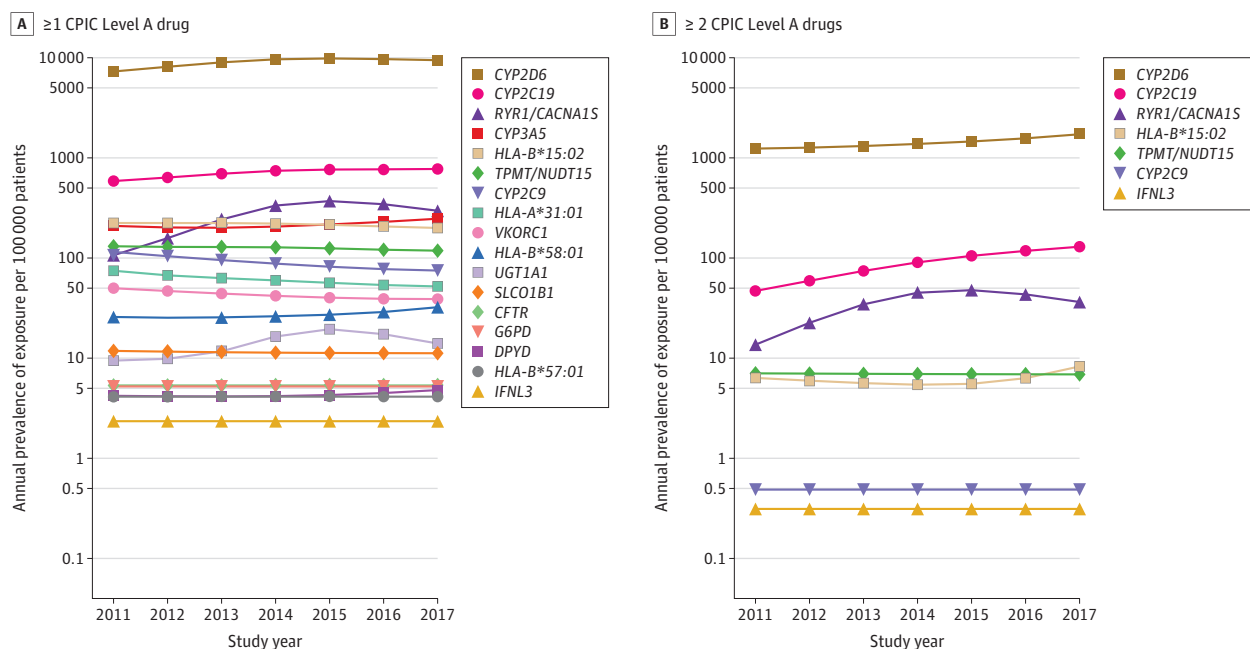 A ≥1 CPIC Level A drug
Annual prevalence of exposure per 100 000 patients
10 000
5000
1000
500
100
50
10
5
1
0.5
0.1
2011 2012 2013 2014 2015 2016 2017
Study year
CYP2D6
CYP2C19
RYR1/CACNA1S
CYP3A5
HLA-B*15:02
TPMT/NUDT15
CYP2C9
HLA-A*31:01
VKORC1
HLA-B*58:01
UGT1A1
SLCO1B1
CFTR
G6PD
DPYD
HLA-B*57:01
IFNL3
B ≥ 2 CPIC Level A drugs
Annual prevalence of exposure per 100 000 patients
10 000
5000
1000
500
100
50
10
5
1
0.5
0.1
2011 2012 2013 2014 2015 2016 2017
Study year
CYP2D6
CYP2C19
RYR1/CACNA1S
HLA-B*15:02
TPMT/NUDT15
CYP2C9
IFNL3